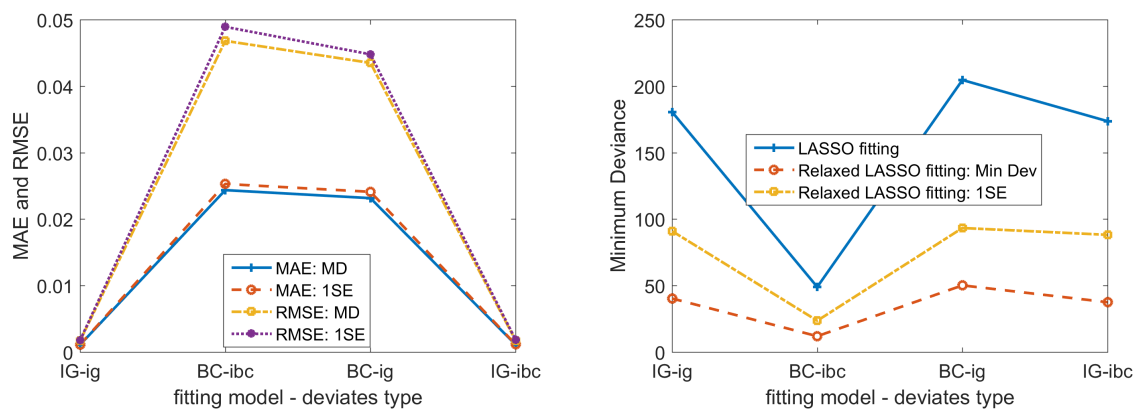 MAE and RMSE
0.05
0.04
0.03
0.02
0.01
0
MAE: MD
MAE: 1SE
RMSE: MD
RMSE: 1SE
IG-ig
BC-ibc
BC-ig
IG-ibc
fitting model - deviates type
Minimum Deviance
250
200
150
100
50
0
LASSO fitting
Relaxed LASSO fitting: Min Dev
Relaxed LASSO fitting: 1SE
IG-ig
BC-ibc
BC-ig
IG-ibc
fitting model - deviates type